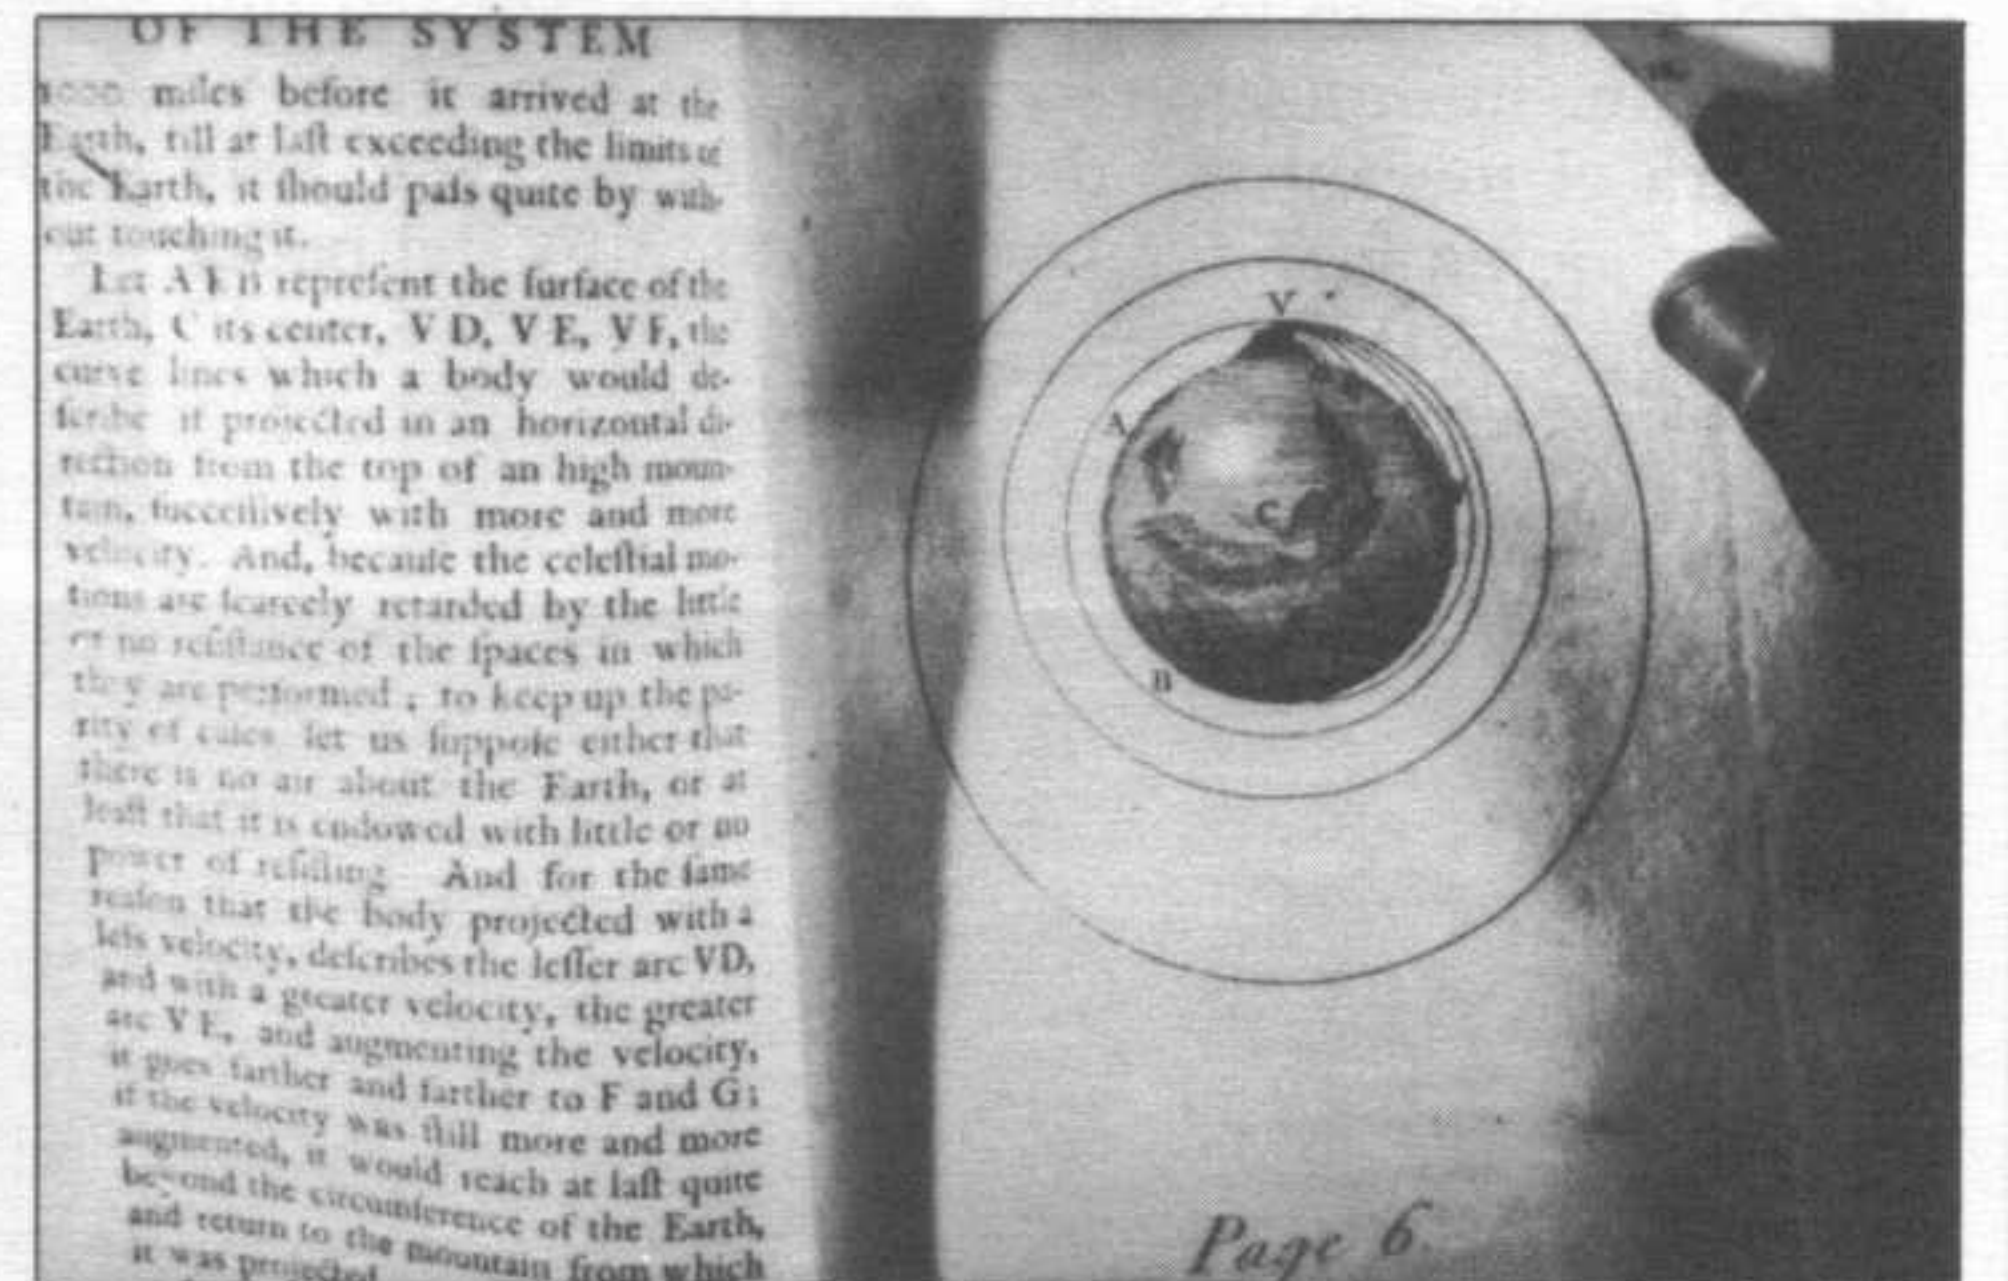 OF THE SYSTEM
1000 miles before it arrived at the
Earth, till at laſt exceeding the limits of
the Earth, it ſhould paſs quite by with-
out touching it.
Let A F B repreſent the ſurface of the
Earth, C its center, V D, V E, V F, the
curve lines which a body would de-
ſcribe if projected in an horizontal di-
rection from the top of an high moun-
tain, ſucceſſively with more and more
velocity. And, becauſe the celeſtial mo-
tions are ſcarcely retarded by the little
or no reſiſtance of the ſpaces in which
they are performed; to keep up the pa-
rity of caſes let us ſuppoſe either that
there is no air about the Earth, or at
leaſt that it is endowed with little or no
power of reſiſting. And for the ſame
reaſon that the body projected with a
leſs velocity, deſcribes the leſſer arc VD,
and with a greater velocity, the greater
arc VE, and augmenting the velocity,
it goes farther and farther to F and G;
if the velocity was ſtill more and more
augmented, it would reach at laſt quite
beyond the circumference of the Earth,
and return to the mountain from which
it was projected.
V
A
C
B
Page 6.